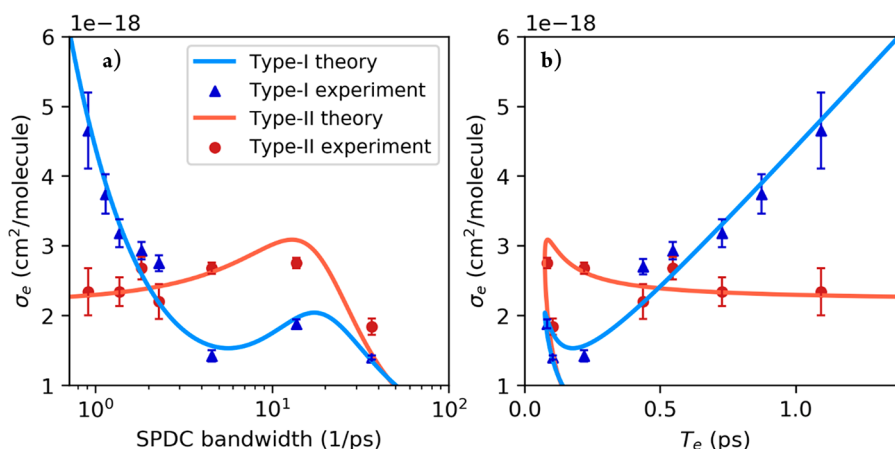 1e−18
a)
Type-I theory
Type-I experiment
Type-II theory
Type-II experiment
6
5
4
3
2
1
σe (cm²/molecule)
10⁰
10¹
10²
SPDC bandwidth (1/ps)
1e−18
b)
6
5
4
3
2
1
σe (cm²/molecule)
0.0
0.5
1.0
Te (ps)